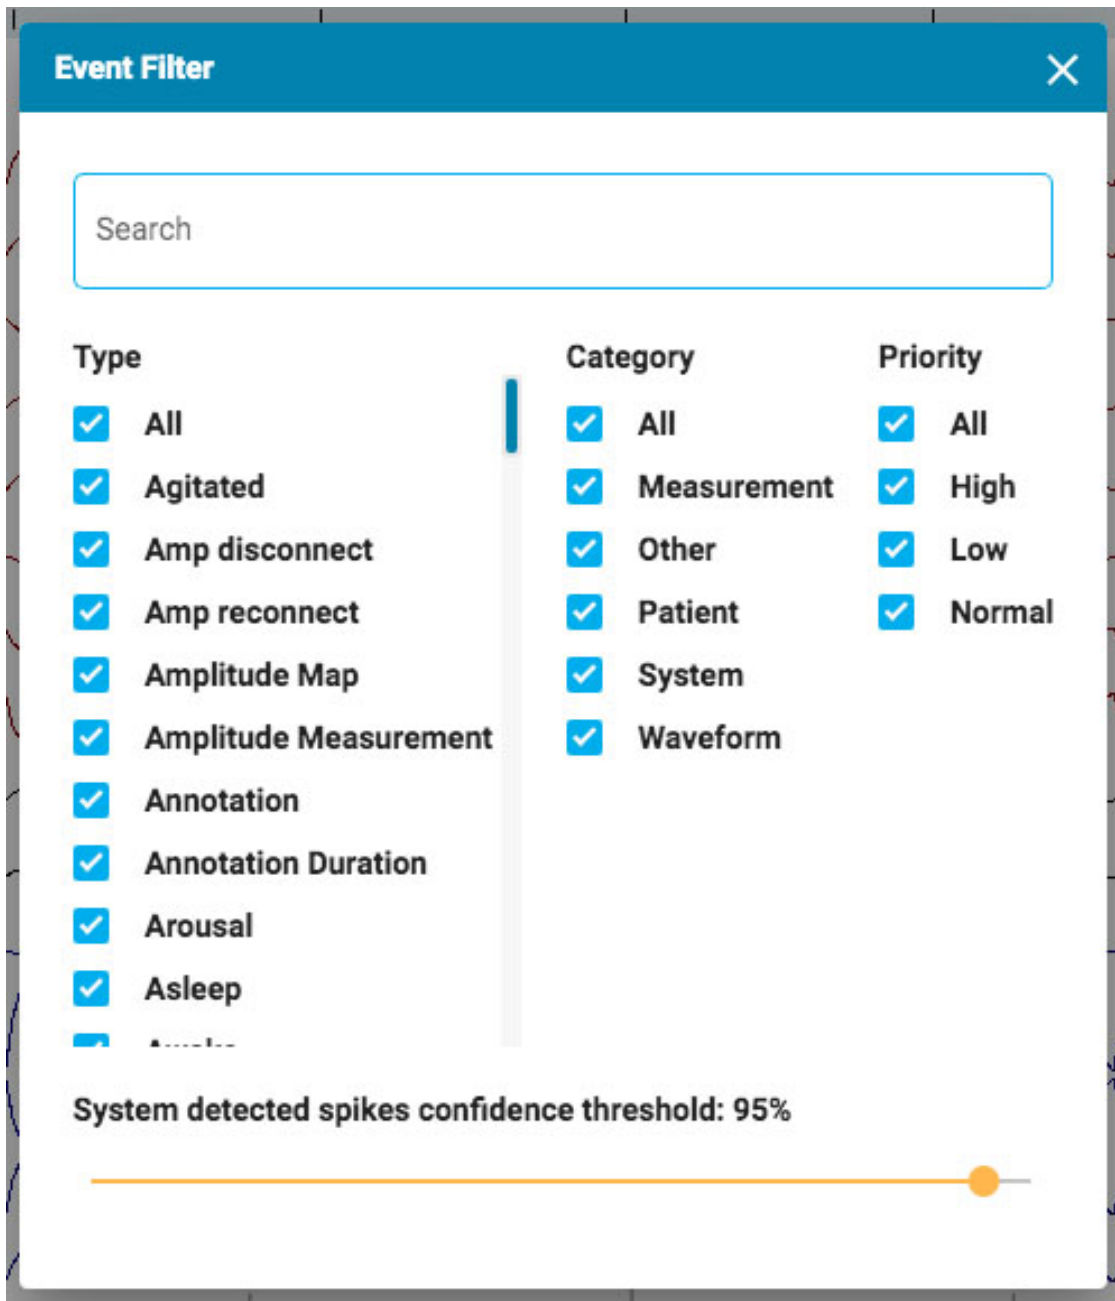 Event Filter
Search
Type
All
Agitated
Amp disconnect
Amp reconnect
Amplitude Map
Amplitude Measurement
Annotation
Annotation Duration
Arousal
Asleep
Category
All
Measurement
Other
Patient
System
Waveform
Priority
All
High
Low
Normal
System detected spikes confidence threshold: 95%